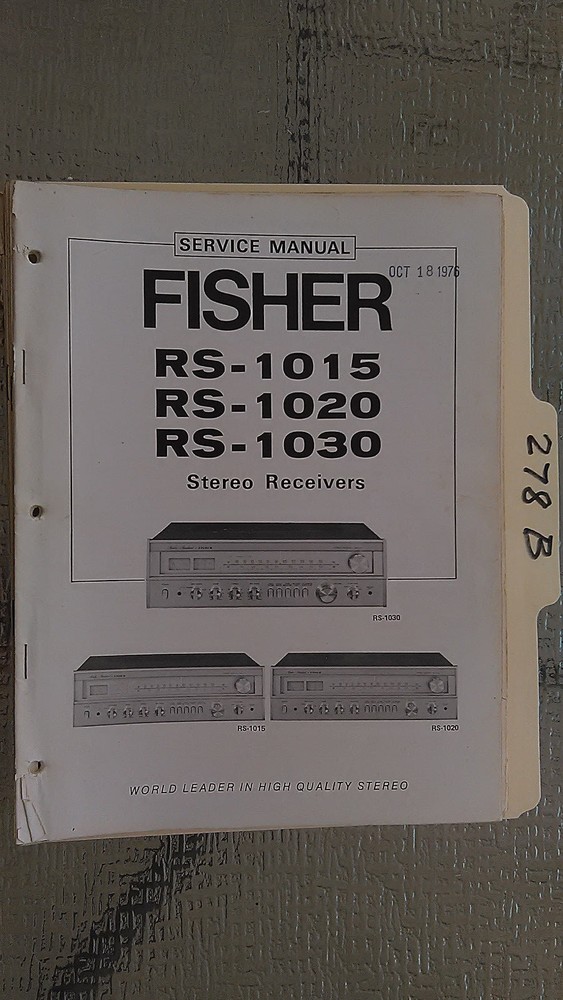 SERVICE MANUAL
OCT 18 1976
FISHER
RS-1015
RS-1020
RS-1030
Stereo Receivers
278 B
RS-1030
RS-1015
RS-1020
WORLD LEADER IN HIGH QUALITY STEREO